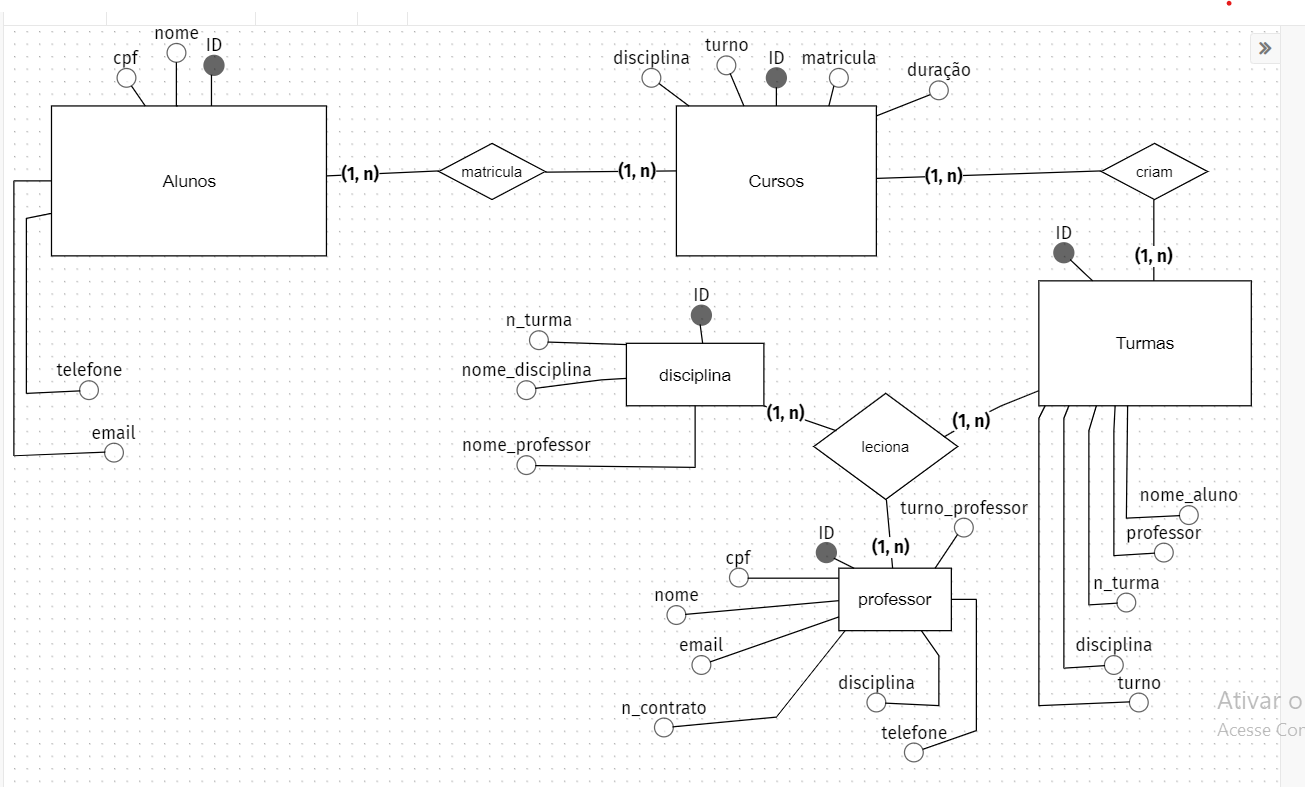 nome
ID
cpf
Alunos
(1, n)
matricula
(1, n)
telefone
email
disciplina
turno
ID
matricula
duração
Cursos
(1, n)
criam
(1, n)
ID
Turmas
ID
n_turma
nome_disciplina
disciplina
nome_professor
(1, n)
leciona
(1, n)
(1, n)
turno_professor
ID
cpf
nome
professor
email
n_contrato
disciplina
telefone
nome_aluno
professor
n_turma
disciplina
turno
Ativar o
Acesse Con